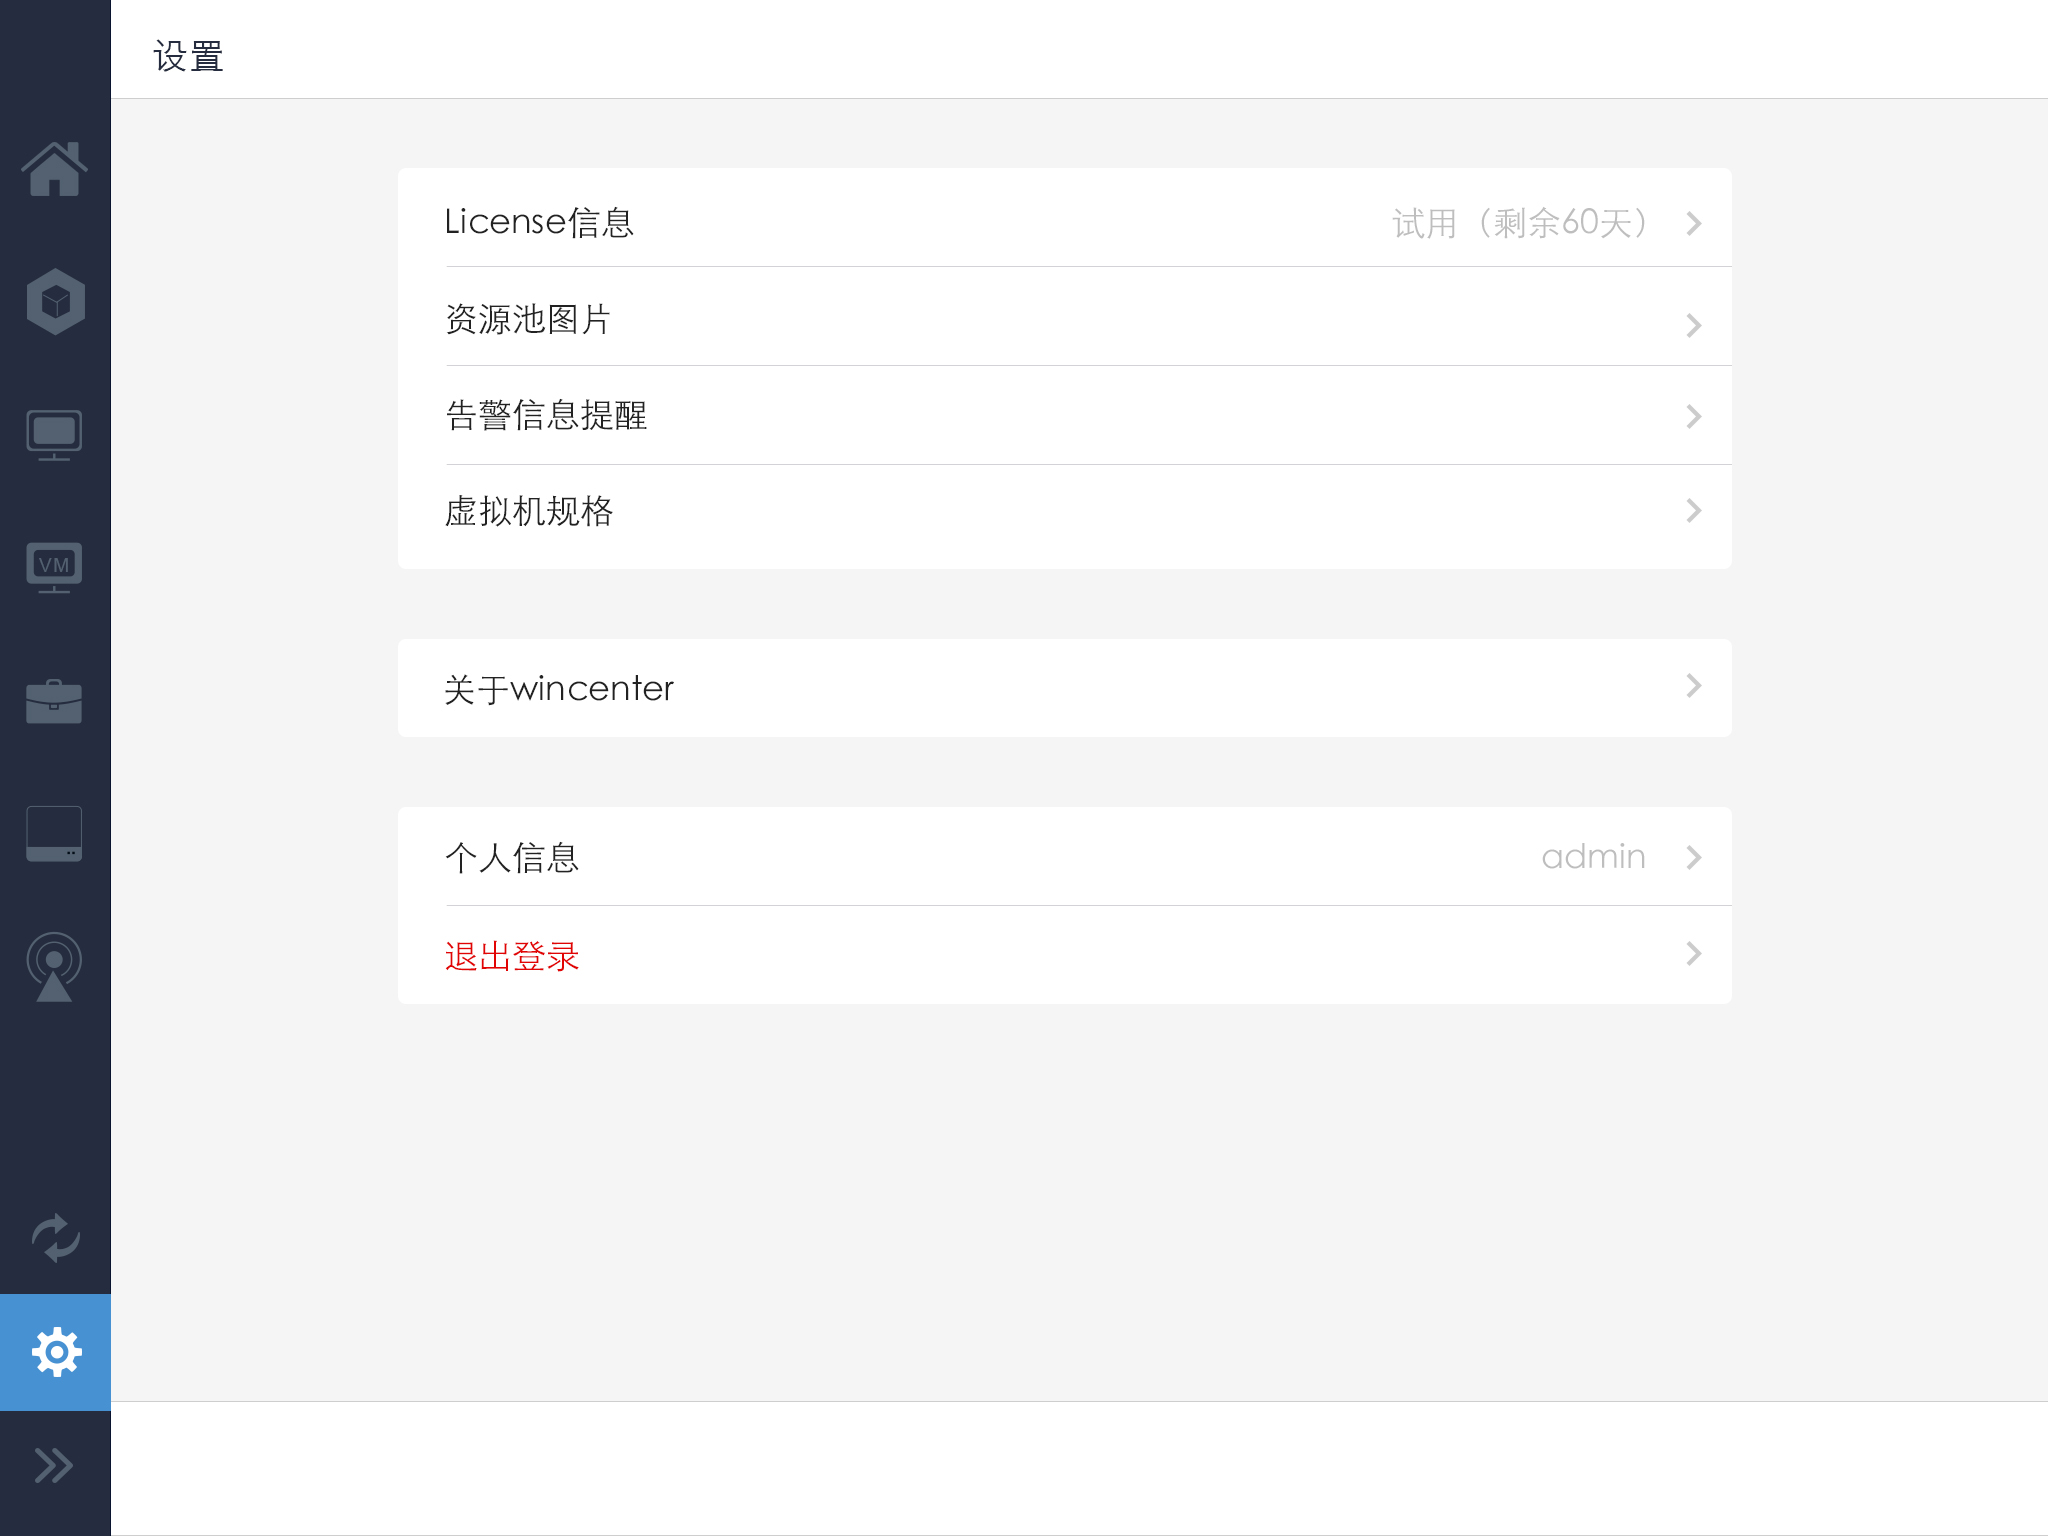 设置
License信息 试用（剩余60天）
资源池图片
告警信息提醒
VM
虚拟机规格
关于wincenter
个人信息 admin
退出登录